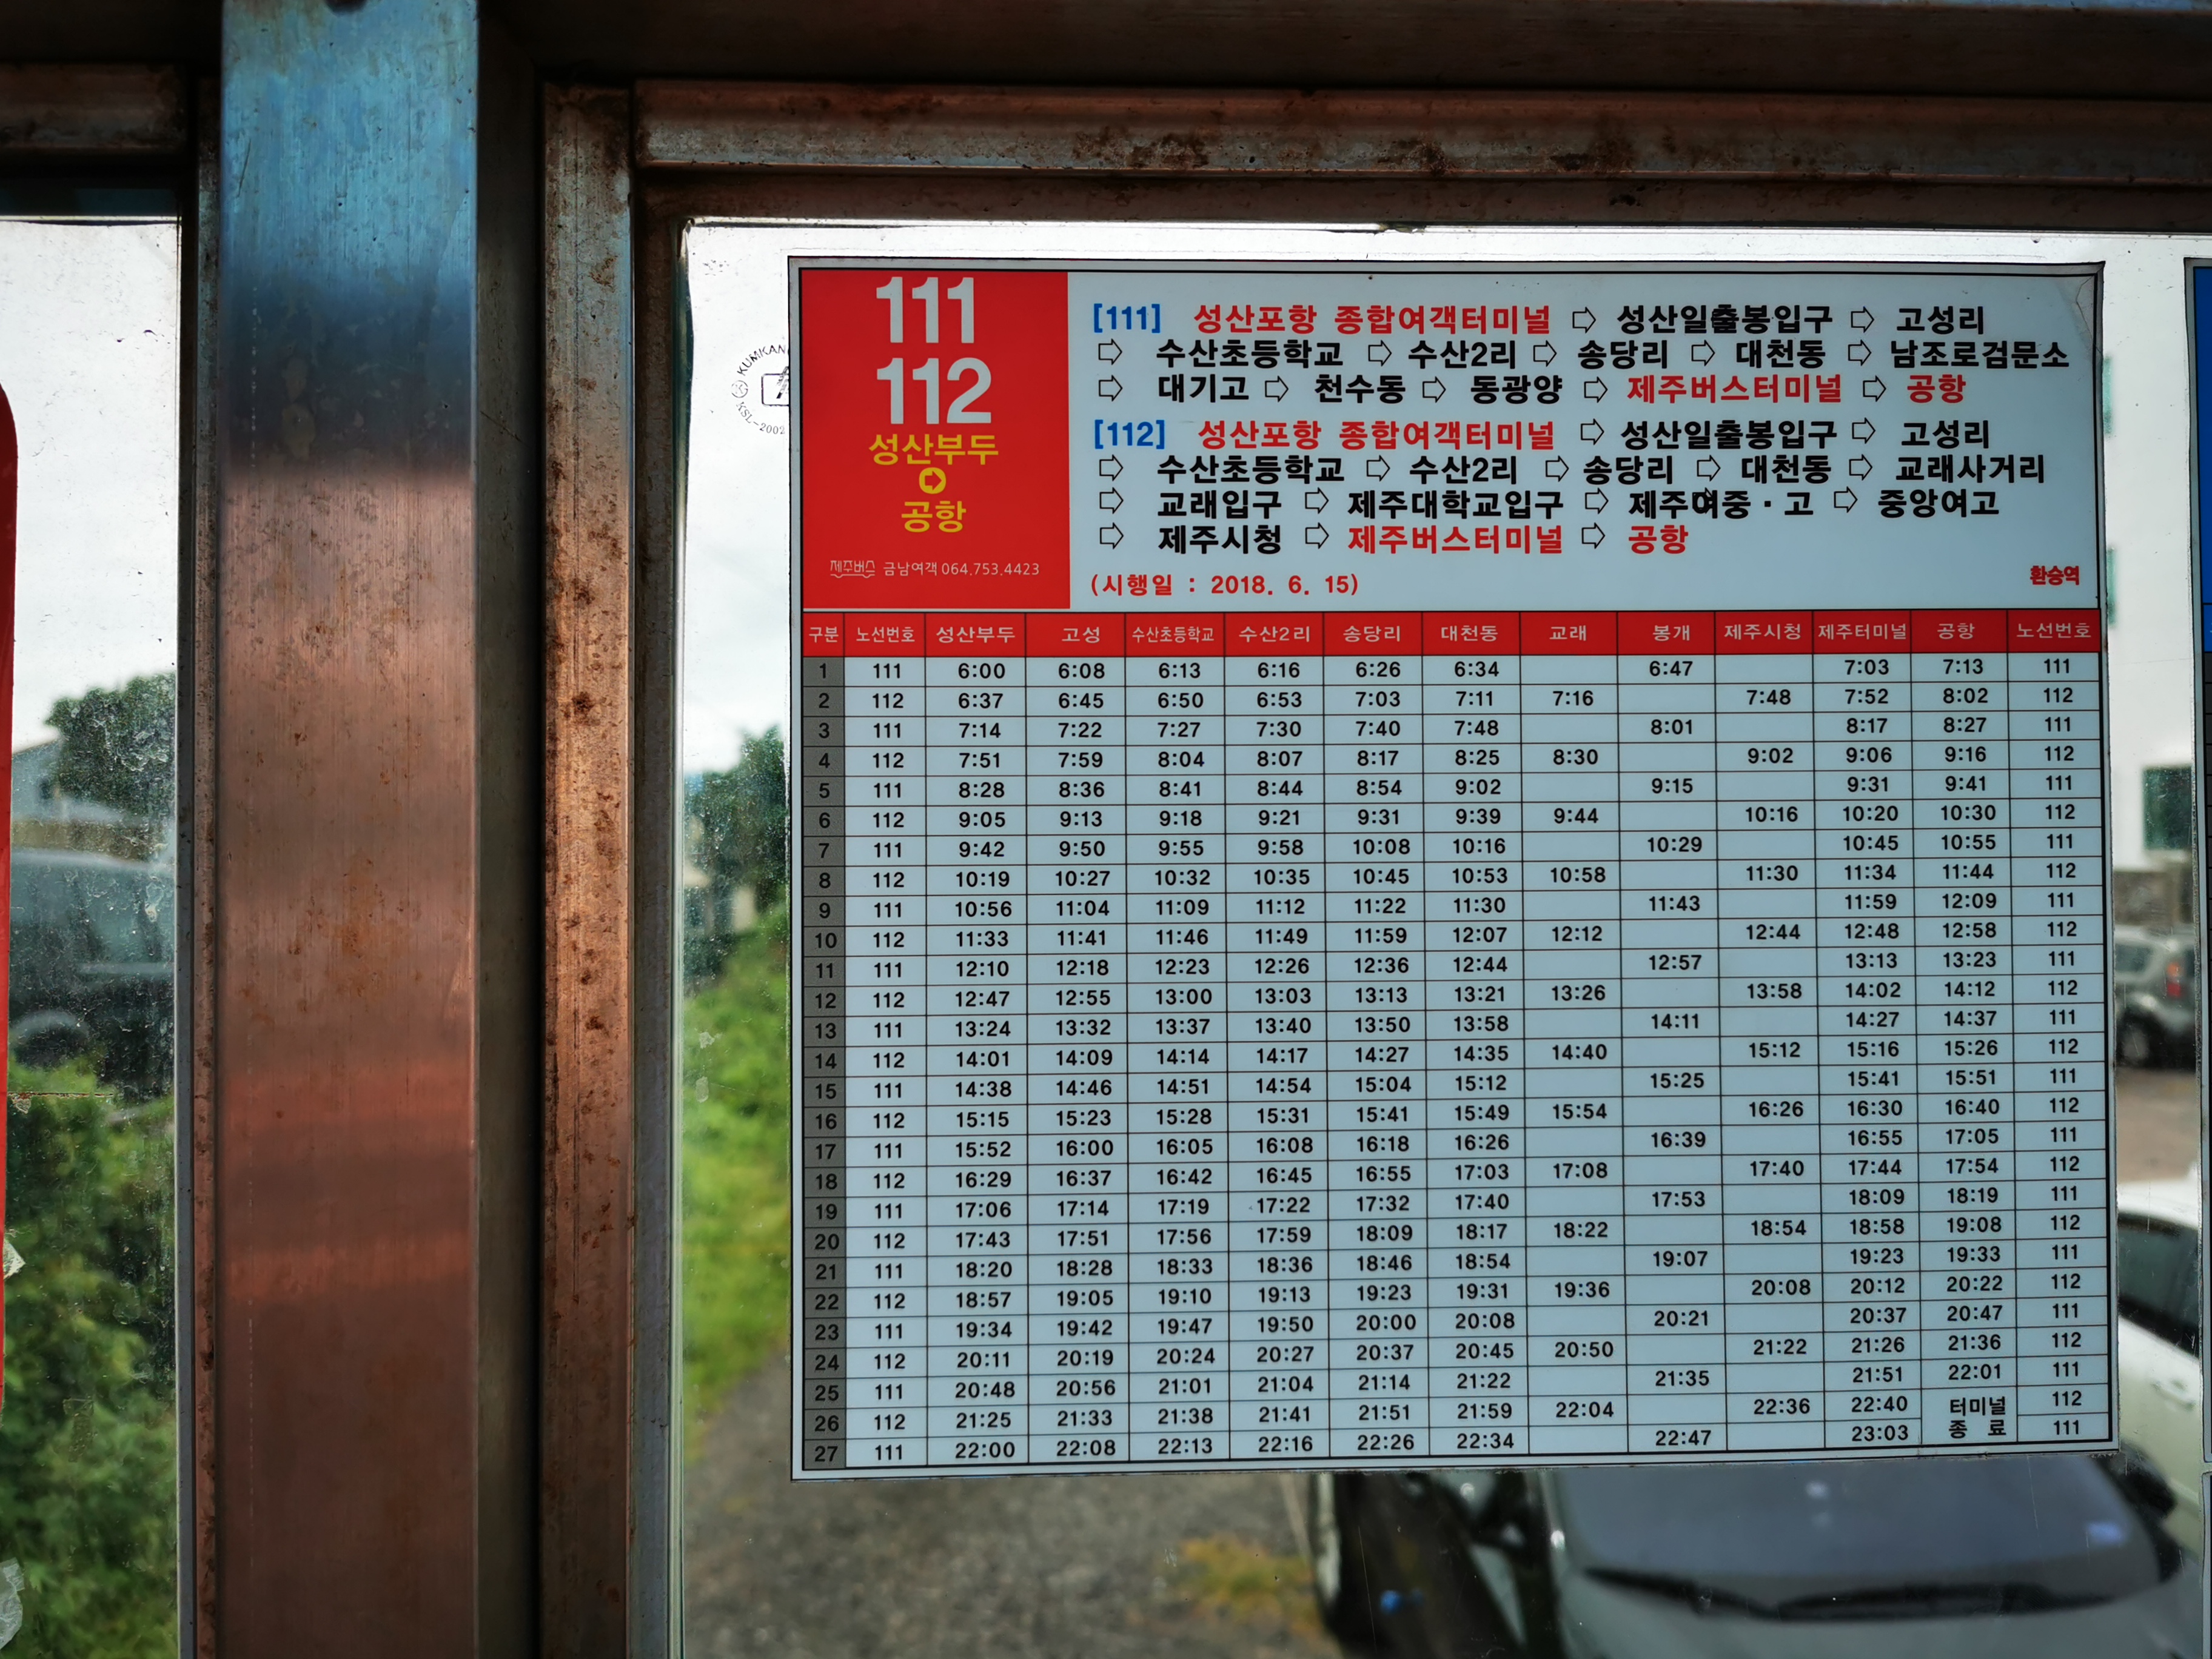 111
112
성산부두
공항
제주버스 금남여객 064.753.4423
[111] 성산포항 종합여객터미널 ⇨ 성산일출봉입구 ⇨ 고성리
⇨ 수산초등학교 ⇨ 수산2리 ⇨ 송당리 ⇨ 대천동 ⇨ 남조로검문소
⇨ 대기고 ⇨ 천수동 ⇨ 동광양 ⇨ 제주버스터미널 ⇨ 공항
[112] 성산포항 종합여객터미널 ⇨ 성산일출봉입구 ⇨ 고성리
⇨ 수산초등학교 ⇨ 수산2리 ⇨ 송당리 ⇨ 대천동 ⇨ 교래사거리
⇨ 교래입구 ⇨ 제주대학교입구 ⇨ 제주여중·고 ⇨ 중앙여고
⇨ 제주시청 ⇨ 제주버스터미널 ⇨ 공항
(시행일 : 2018. 6. 15)
환승역
구분 노선번호 성산부두 고성 수산초등학교 수산2리 송당리 대천동 교래 봉개 제주시청 제주터미널 공항 노선번호
1 111 6:00 6:08 6:13 6:16 6:26 6:34 6:47 7:03 7:13 111
2 112 6:37 6:45 6:50 6:53 7:03 7:11 7:16 7:48 7:52 8:02 112
3 111 7:14 7:22 7:27 7:30 7:40 7:48 8:01 8:17 8:27 111
4 112 7:51 7:59 8:04 8:07 8:17 8:25 8:30 9:02 9:06 9:16 112
5 111 8:28 8:36 8:41 8:44 8:54 9:02 9:15 9:31 9:41 111
6 112 9:05 9:13 9:18 9:21 9:31 9:39 9:44 10:16 10:20 10:30 112
7 111 9:42 9:50 9:55 9:58 10:08 10:16 10:29 10:45 10:55 111
8 112 10:19 10:27 10:32 10:35 10:45 10:53 10:58 11:30 11:34 11:44 112
9 111 10:56 11:04 11:09 11:12 11:22 11:30 11:43 11:59 12:09 111
10 112 11:33 11:41 11:46 11:49 11:59 12:07 12:12 12:44 12:48 12:58 112
11 111 12:10 12:18 12:23 12:26 12:36 12:44 12:57 13:13 13:23 111
12 112 12:47 12:55 13:00 13:03 13:13 13:21 13:26 13:58 14:02 14:12 112
13 111 13:24 13:32 13:37 13:40 13:50 13:58 14:11 14:27 14:37 111
14 112 14:01 14:09 14:14 14:17 14:27 14:35 14:40 15:12 15:16 15:26 112
15 111 14:38 14:46 14:51 14:54 15:04 15:12 15:25 15:41 15:51 111
16 112 15:15 15:23 15:28 15:31 15:41 15:49 15:54 16:26 16:30 16:40 112
17 111 15:52 16:00 16:05 16:08 16:18 16:26 16:39 16:55 17:05 111
18 112 16:29 16:37 16:42 16:45 16:55 17:03 17:08 17:40 17:44 17:54 112
19 111 17:06 17:14 17:19 17:22 17:32 17:40 17:53 18:09 18:19 111
20 112 17:43 17:51 17:56 17:59 18:09 18:17 18:22 18:54 18:58 19:08 112
21 111 18:20 18:28 18:33 18:36 18:46 18:54 19:07 19:23 19:33 111
22 112 18:57 19:05 19:10 19:13 19:23 19:31 19:36 20:08 20:12 20:22 112
23 111 19:34 19:42 19:47 19:50 20:00 20:08 20:21 20:37 20:47 111
24 112 20:11 20:19 20:24 20:27 20:37 20:45 20:50 21:22 21:26 21:36 112
25 111 20:48 20:56 21:01 21:04 21:14 21:22 21:35 21:51 22:01 111
26 112 21:25 21:33 21:38 21:41 21:51 21:59 22:04 22:36 22:40 터미널 112
27 111 22:00 22:08 22:13 22:16 22:26 22:34 22:47 23:03 종 료 111
KSL-2002